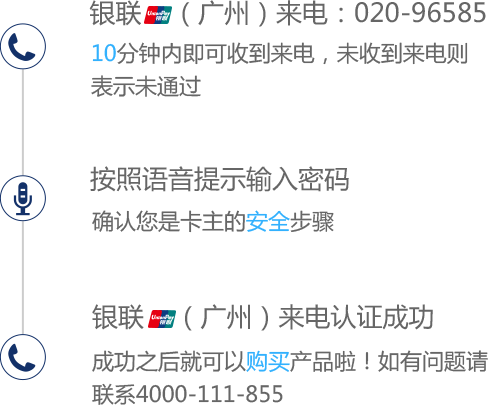 银联 UnionPay 银联（广州）来电：020-96585
10分钟内即可收到来电，未收到来电则
表示未通过
按照语音提示输入密码
确认您是卡主的安全步骤
银联 UnionPay 银联（广州）来电认证成功
成功之后就可以购买产品啦！如有问题请
联系4000-111-855